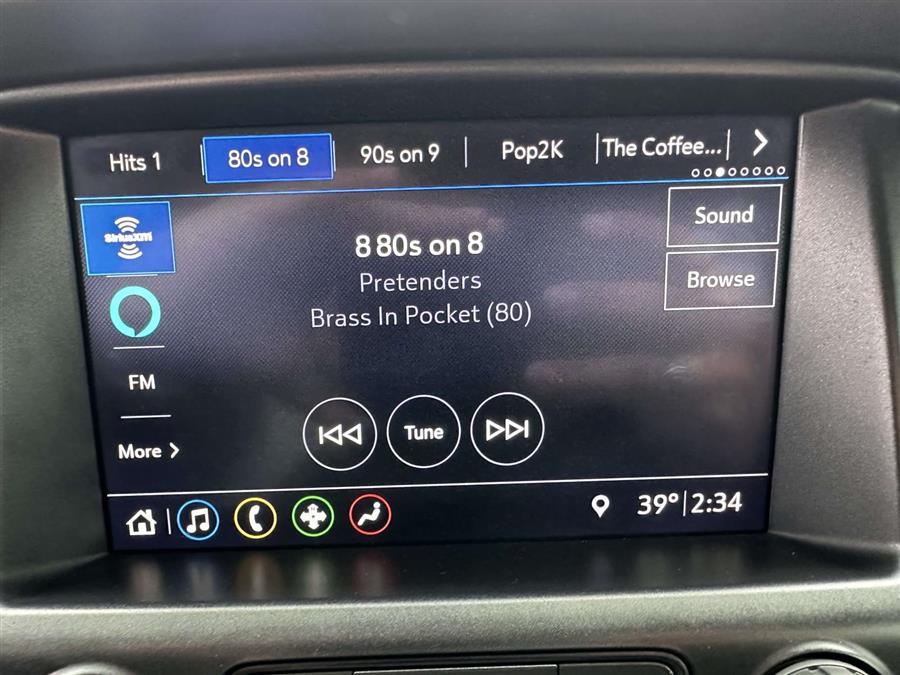 Hits 1
80s on 8
90s on 9
Pop2K
The Coffee...
SiriusXM
8 80s on 8
Sound
Pretenders
Browse
Brass In Pocket (80)
FM
Tune
More
39° 2:34